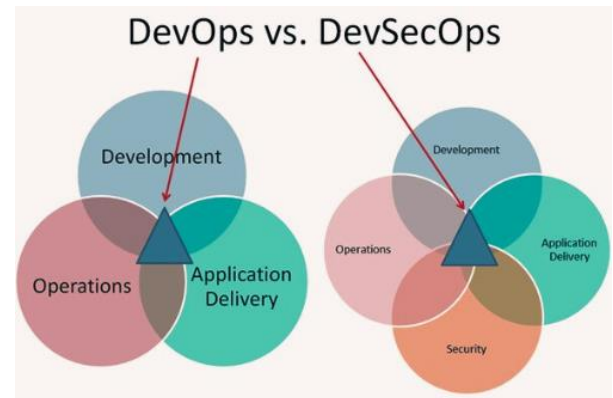 DevOps vs. DevSecOps
Development
Operations
Application
Delivery
Development
Operations
Application
Delivery
Security